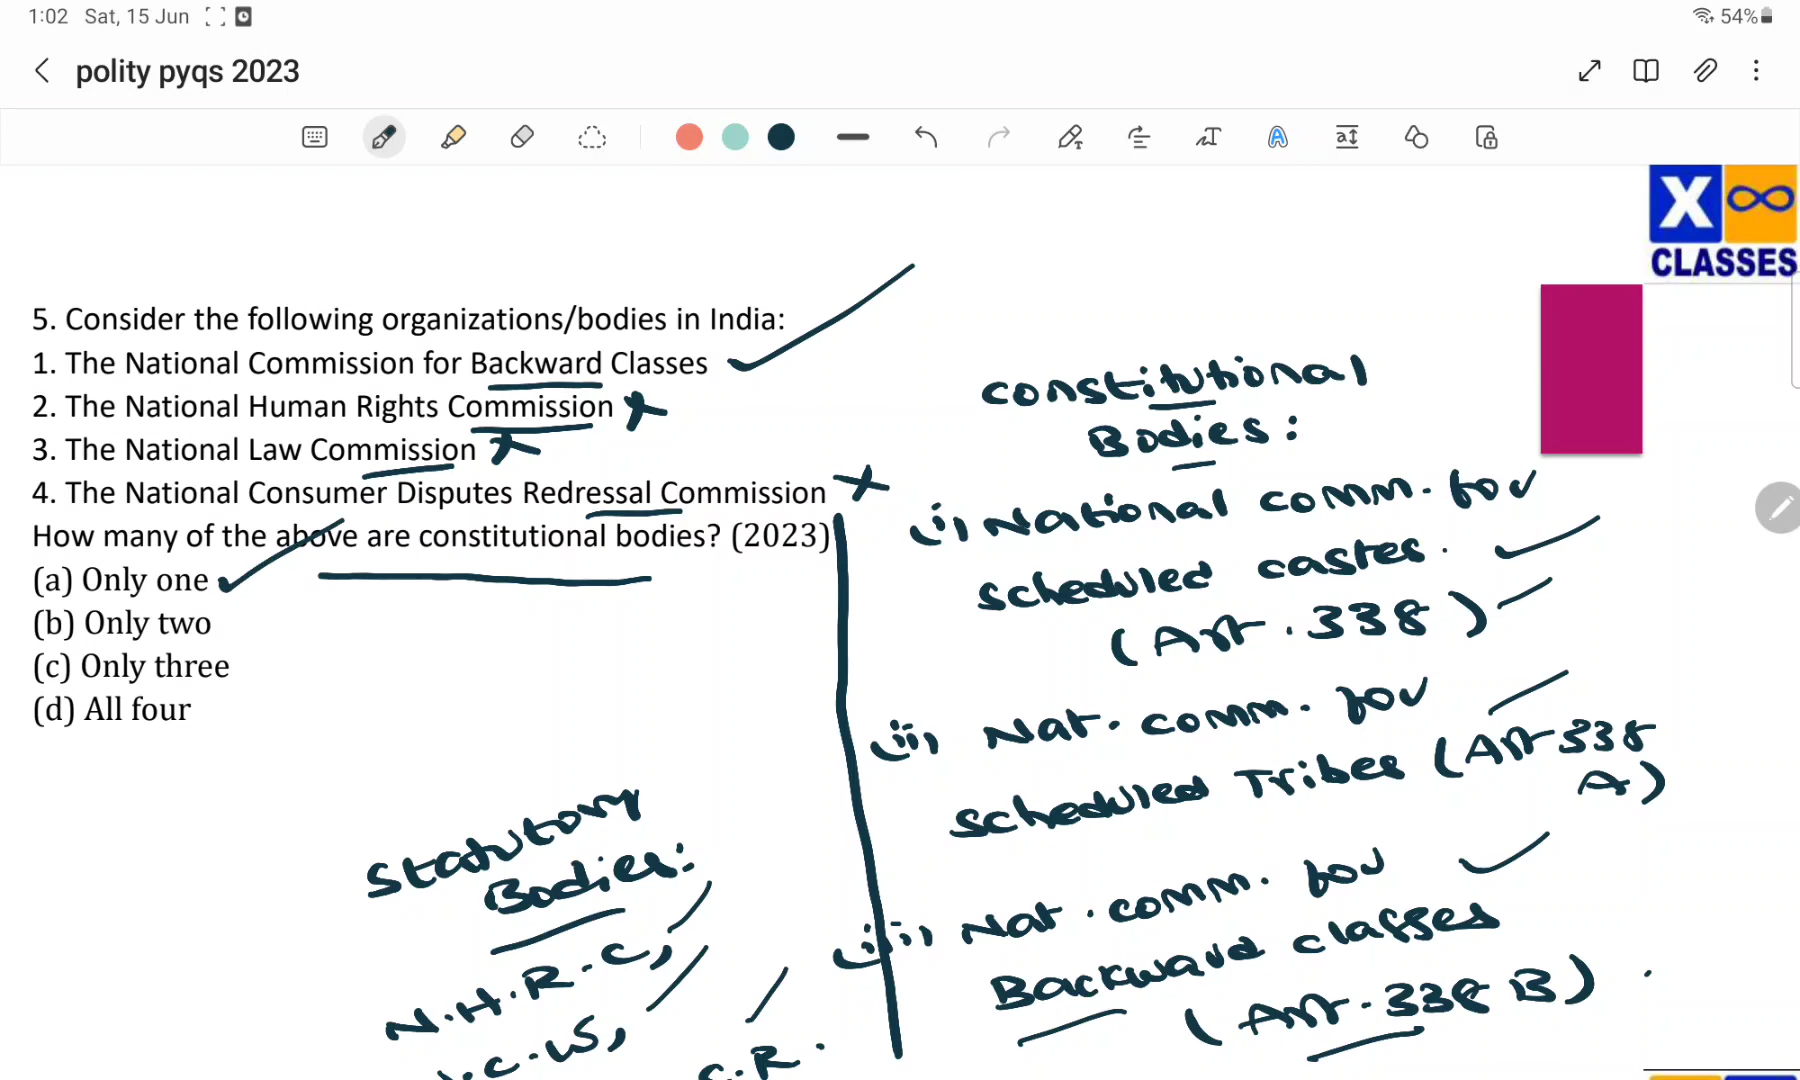 1:02 Sat, 15 Jun
54%
polity pyqs 2023
X ∞
CLASSES
5. Consider the following organizations/bodies in India:
1. The National Commission for Backward Classes
2. The National Human Rights Commission
3. The National Law Commission
4. The National Consumer Disputes Redressal Commission
How many of the above are constitutional bodies? (2023)
(a) Only one
(b) Only two
(c) Only three
(d) All four
Constitutional
Bodies:
(i) National comm. for
scheduled castes.
(Art. 338)
(ii) Nat. comm. for
scheduled Tribes (Art 338
A)
(iii) Nat. comm. for
Backward classes
(Art. 338 B)
Statutory
Bodies:
N.H.R.C,
.C.W,
C.R.